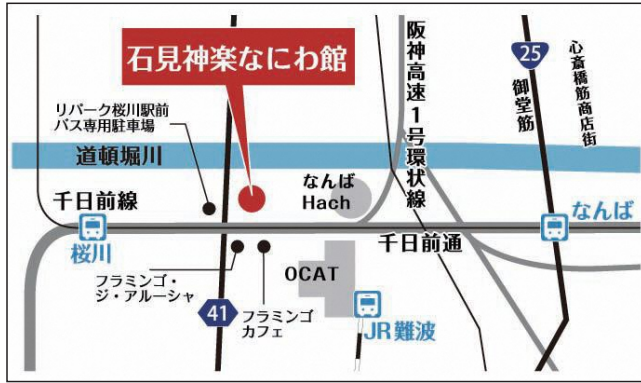 石見神楽なにわ館
リパーク桜川駅前
バス専用駐車場
道頓堀川
なんば
Hach
阪神高速1号環状線
25
御堂筋
心斎橋筋商店街
千日前線
桜川
なんば
千日前通
フラミンゴ・
ジ・アルーシャ
41
フラミンゴ
カフェ
OCAT
JR難波